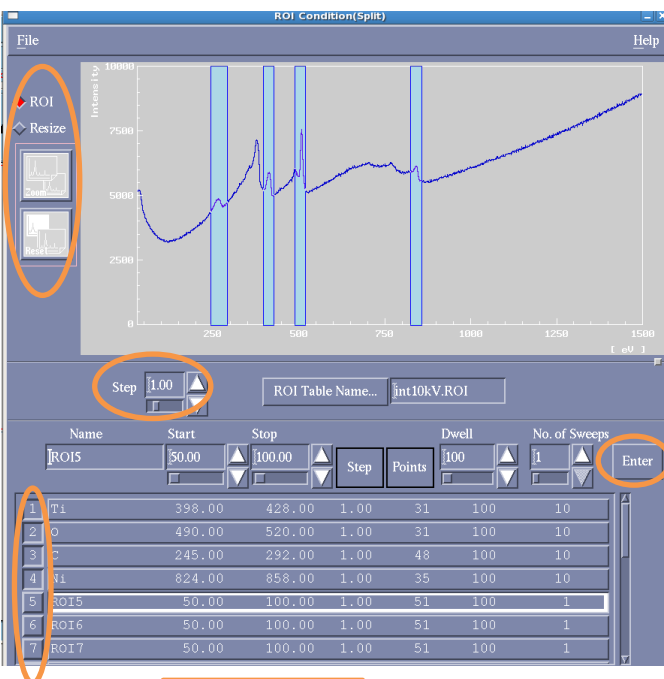 ROI Condition(Split)
File Help
ROI
Resize
Zoom
Reset
Intensity
10000
7500
5000
2500
0
250 500 750 1000 1250 1500
[ eV ]
Step 1.00 ROI Table Name... int10kV.ROI
Name Start Stop Dwell No. of Sweeps
ROI5 50.00 100.00 Step Points 100 1 Enter
1 Ti 398.00 428.00 1.00 31 100 10
2 O 490.00 520.00 1.00 31 100 10
3 C 245.00 292.00 1.00 48 100 10
4 Ni 824.00 858.00 1.00 35 100 10
5 ROI5 50.00 100.00 1.00 51 100 1
6 ROI6 50.00 100.00 1.00 51 100 1
7 ROI7 50.00 100.00 1.00 51 100 1